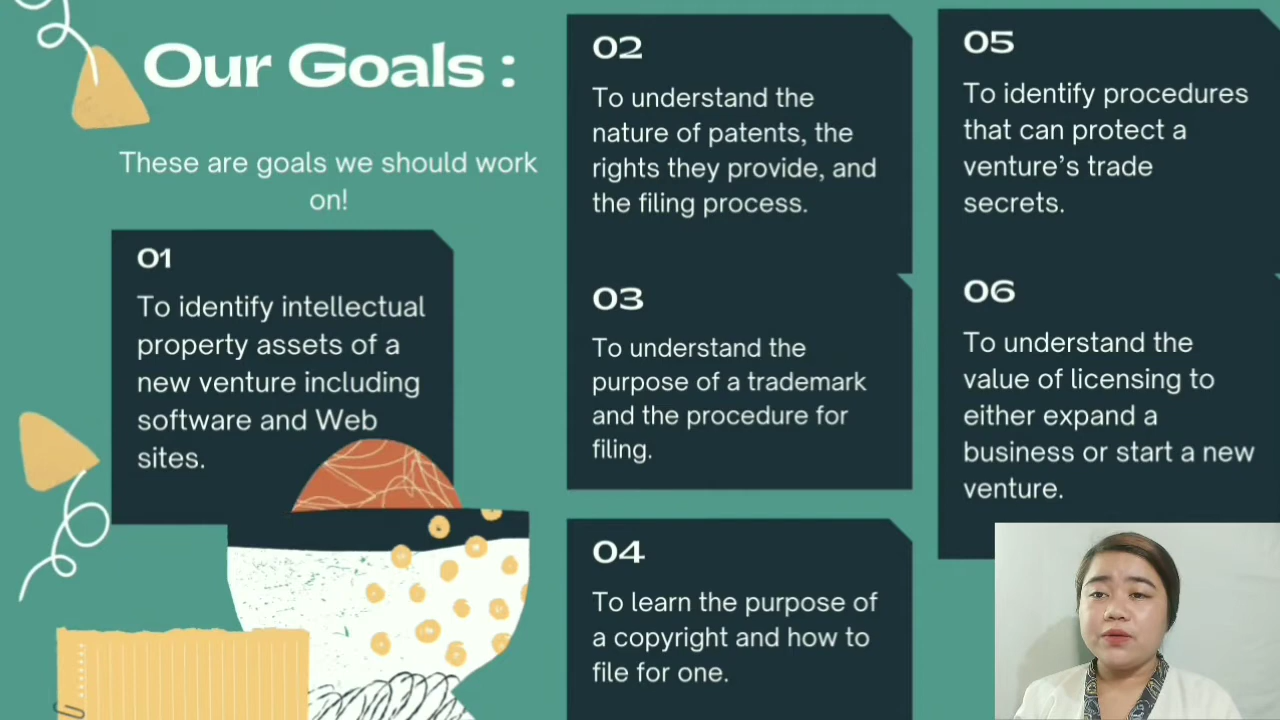 Our Goals :
These are goals we should work
on!
01
To identify intellectual
property assets of a
new venture including
software and Web
sites.
02
To understand the
nature of patents, the
rights they provide, and
the filing process.
03
To understand the
purpose of a trademark
and the procedure for
filing.
04
To learn the purpose of
a copyright and how to
file for one.
05
To identify procedures
that can protect a
venture’s trade
secrets.
06
To understand the
value of licensing to
either expand a
business or start a new
venture.